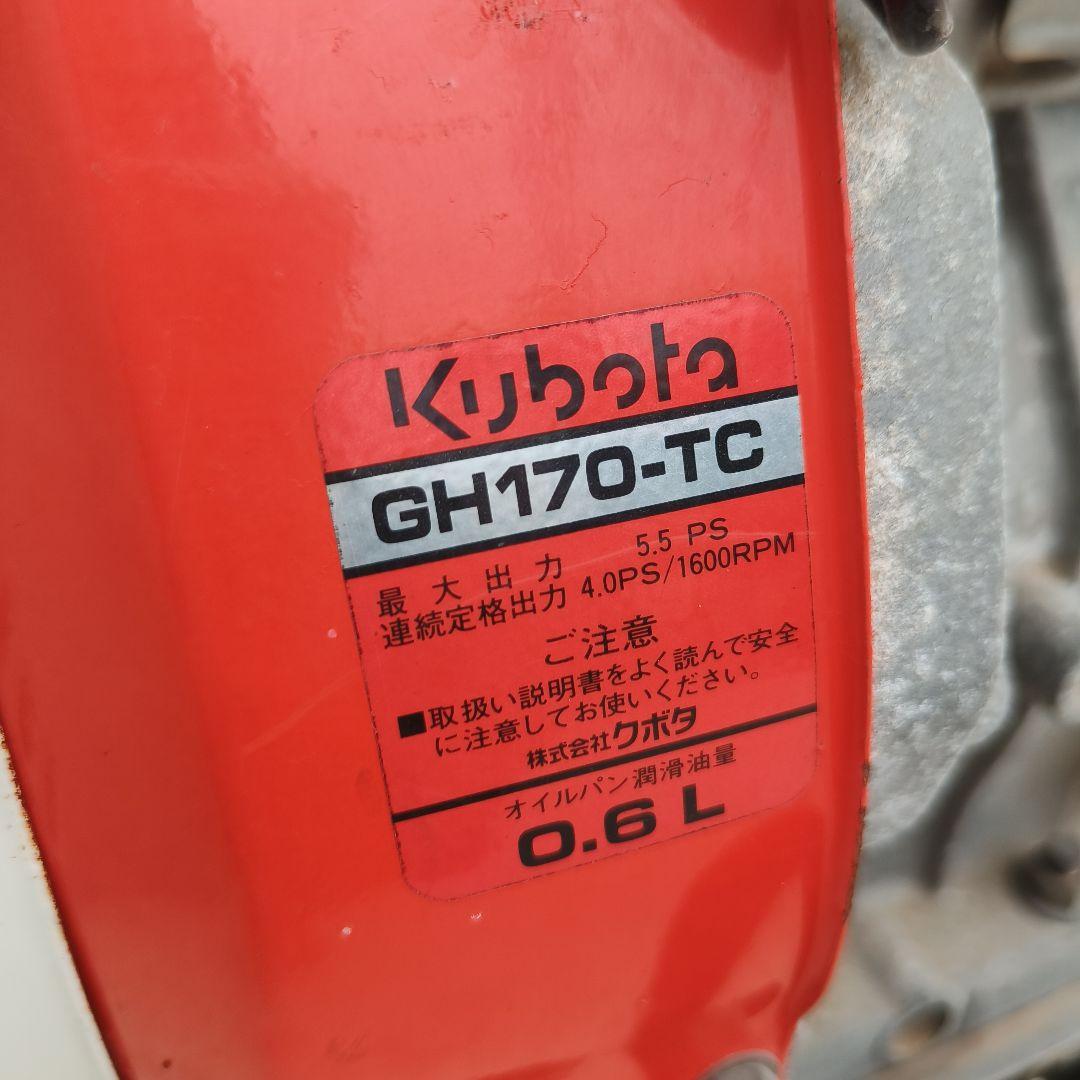 Kubota
GH170-TC
最大出力 5.5 PS
連続定格出力 4.0PS/1600RPM
ご注意
■取扱い説明書をよく読んで安全
に注意してお使いください。
株式会社クボタ
オイルパン潤滑油量
0.6 L